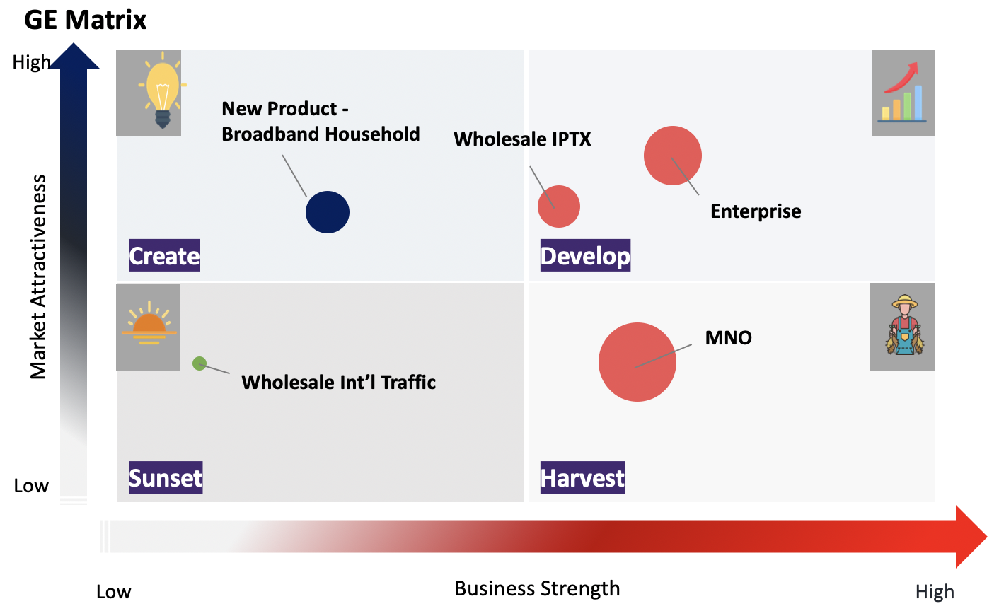 GE Matrix
High
New Product -
Broadband Household
Wholesale IPTX
Enterprise
Create
Develop
Market Attractiveness
MNO
Wholesale Int’l Traffic
Sunset
Harvest
Low
Low
Business Strength
High